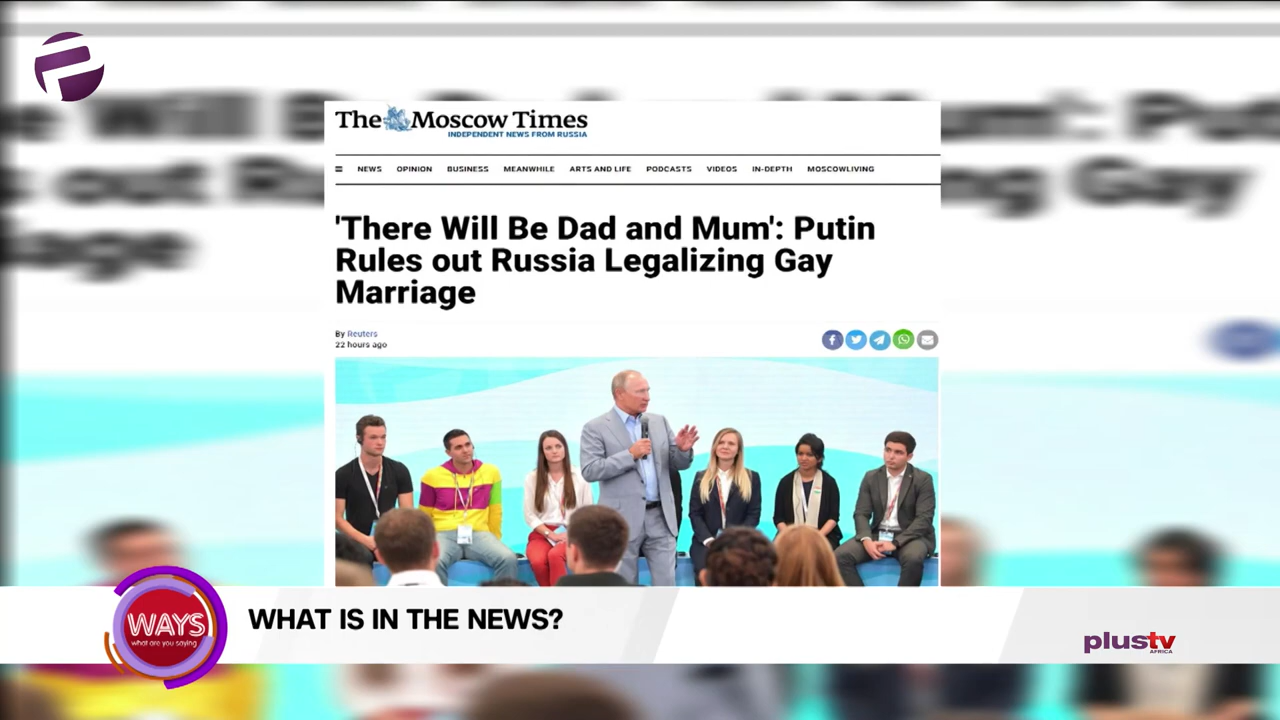 The Moscow Times
INDEPENDENT NEWS FROM RUSSIA
NEWS OPINION BUSINESS MEANWHILE ARTS AND LIFE PODCASTS VIDEOS IN-DEPTH MOSCOWLIVING
'There Will Be Dad and Mum': Putin
Rules out Russia Legalizing Gay
Marriage
By Reuters
22 hours ago
WAYS
what are you saying
WHAT IS IN THE NEWS?
plustv
AFRICA